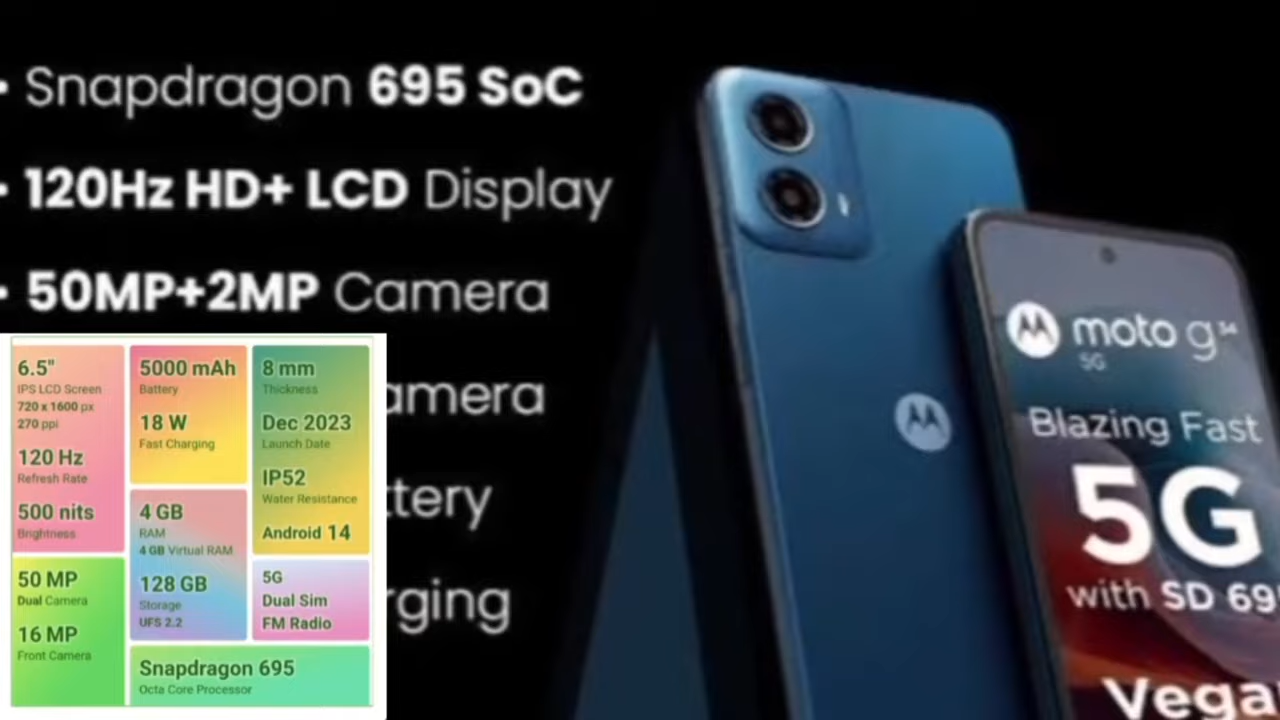 • Snapdragon 695 SoC
• 120Hz HD+ LCD Display
• 50MP+2MP Camera
amera
ttery
rging
6.5"
IPS LCD Screen
720 x 1600 px
270 ppi
120 Hz
Refresh Rate
500 nits
Brightness
50 MP
Dual Camera
16 MP
Front Camera
5000 mAh
Battery
18 W
Fast Charging
4 GB
RAM
4 GB Virtual RAM
128 GB
Storage
UFS 2.2
8 mm
Thickness
Dec 2023
Launch Date
IP52
Water Resistance
Android 14
5G
Dual Sim
FM Radio
Snapdragon 695
Octa Core Processor
moto g34
5G
Blazing Fast
5G
with SD 69
Vega